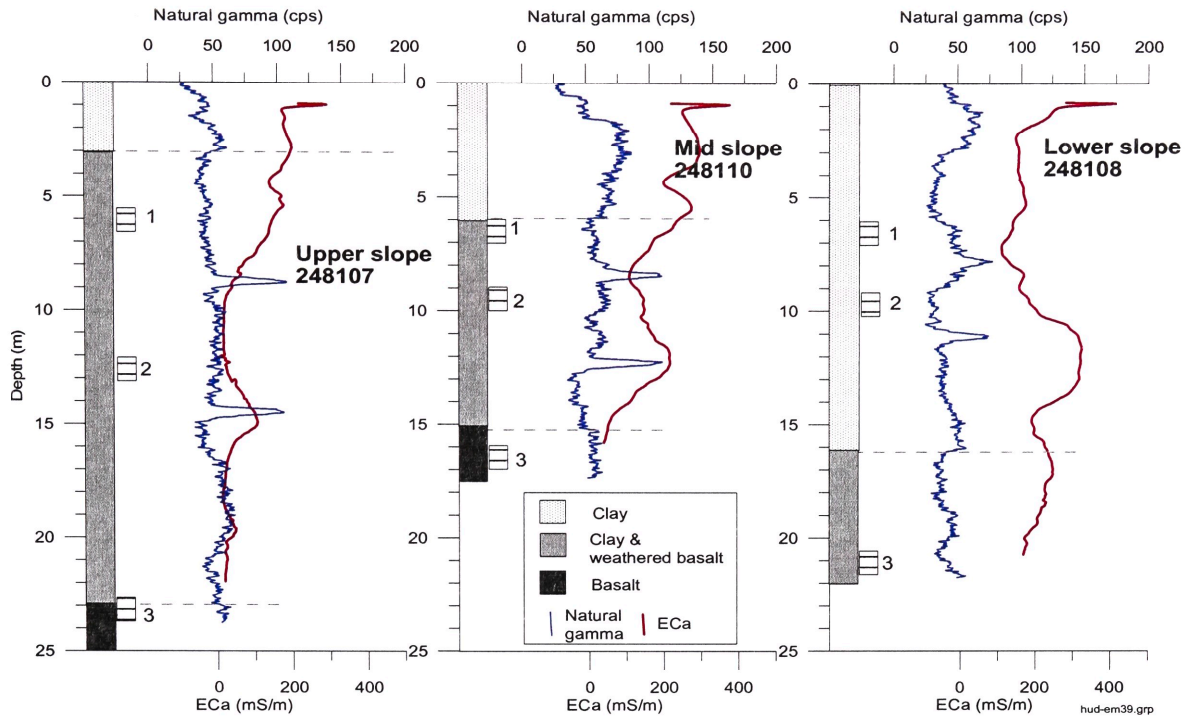 Natural gamma (cps)
0 50 100 150 200
Natural gamma (cps)
0 50 100 150 200
Natural gamma (cps)
0 50 100 150 200
Depth (m)
0
5
10
15
20
25
1
2
3
Upper slope
248107
0 200 400
ECa (mS/m)
0
5
10
15
20
25
1
2
3
Mid slope
248110
Clay
Clay &
weathered basalt
Basalt
Natural
gamma
ECa
0 200 400
ECa (mS/m)
0
5
10
15
20
25
1
2
3
Lower slope
248108
0 200 400
ECa (mS/m)
hud-em39.grp